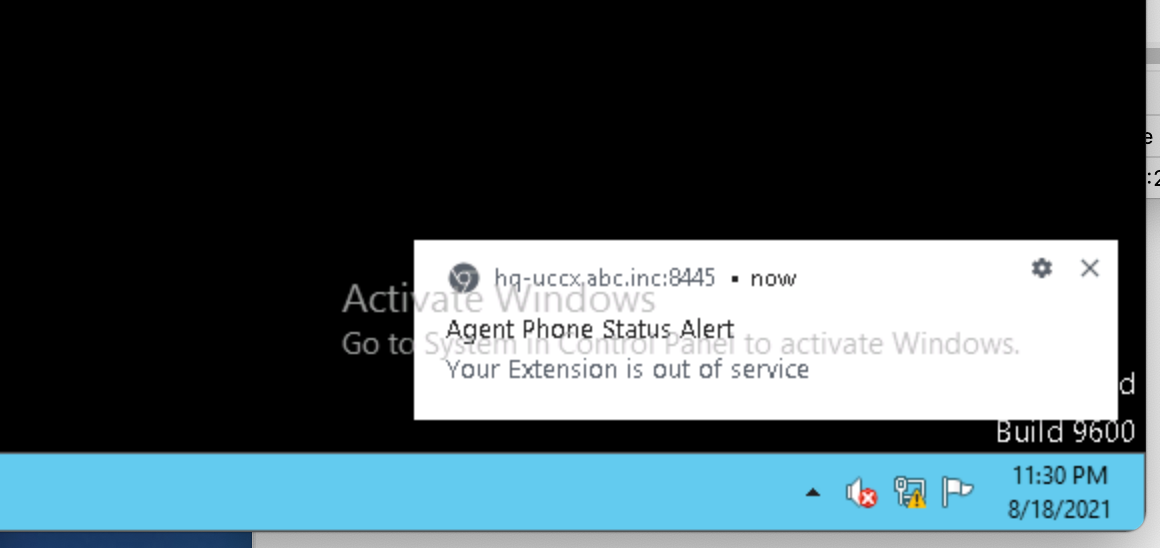 e
:2
hq-uccx.abc.inc:8445 ▪ now
Activate Windows
Agent Phone Status Alert
Go to System in Control Panel to activate Windows.
Your Extension is out of service
d
Build 9600
11:30 PM
8/18/2021